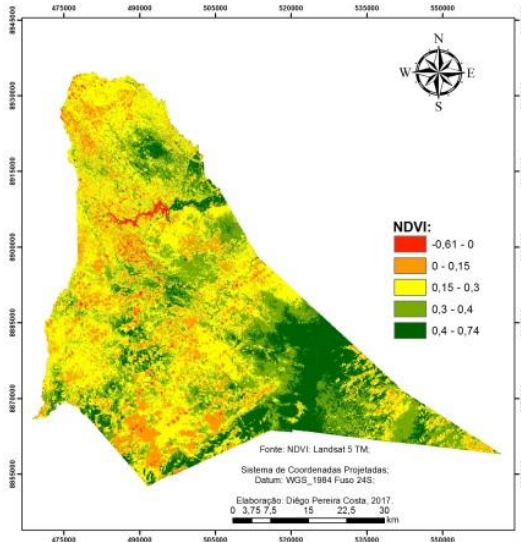 475000 490000 505000 520000 535000 550000
8945000
8930000
8915000
8900000
8885000
8870000
8855000
N
W E
S
NDVI:
-0,61 - 0
0 - 0,15
0,15 - 0,3
0,3 - 0,4
0,4 - 0,74
Fonte: NDVI: Landsat 5 TM;
Sistema de Coordenadas Projetadas;
Datum: WGS_1984 Fuso 24S;
Elaboração: Diêgo Pereira Costa, 2017.
0 3,75 7,5 15 22,5 30
km
475000 490000 505000 520000 535000 550000